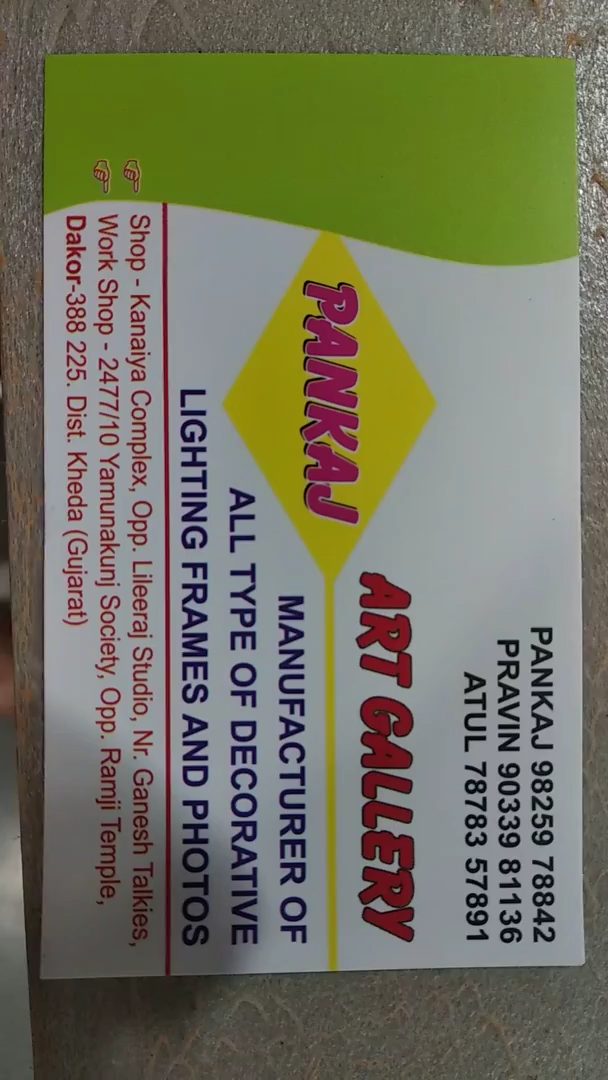 PANKAJ 98259 78842
PRAVIN 90339 81136
ATUL 78783 57891
PANKAJ
ART GALLERY
MANUFACTURER OF
ALL TYPE OF DECORATIVE
LIGHTING FRAMES AND PHOTOS
Shop - Kanaiya Complex, Opp. Lileeraj Studio, Nr. Ganesh Talkies,
Work Shop - 2477/10 Yamunakunj Society, Opp. Ramji Temple,
Dakor-388 225. Dist. Kheda (Gujarat)